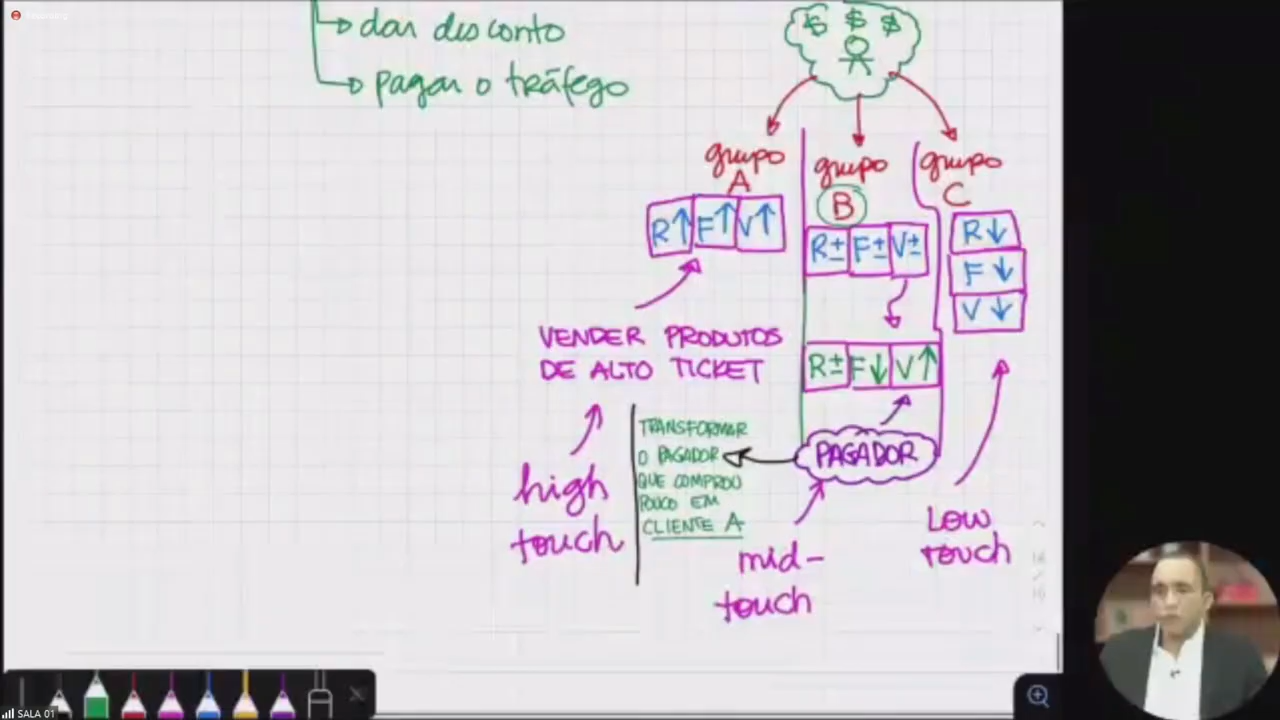 dar desconto
pagar o tráfego
$ $ $
grupo A
grupo B
grupo C
R↑ F↑ V↑
R± F± V±
R↓
F↓
V↓
VENDER PRODUTOS
DE ALTO TICKET
R± F↓ V↑
TRANSFORMAR
O PAGADOR
QUE COMPROU
POUCO EM
CLIENTE A
PAGADOR
high
touch
mid-
touch
Low
touch
SALA 01